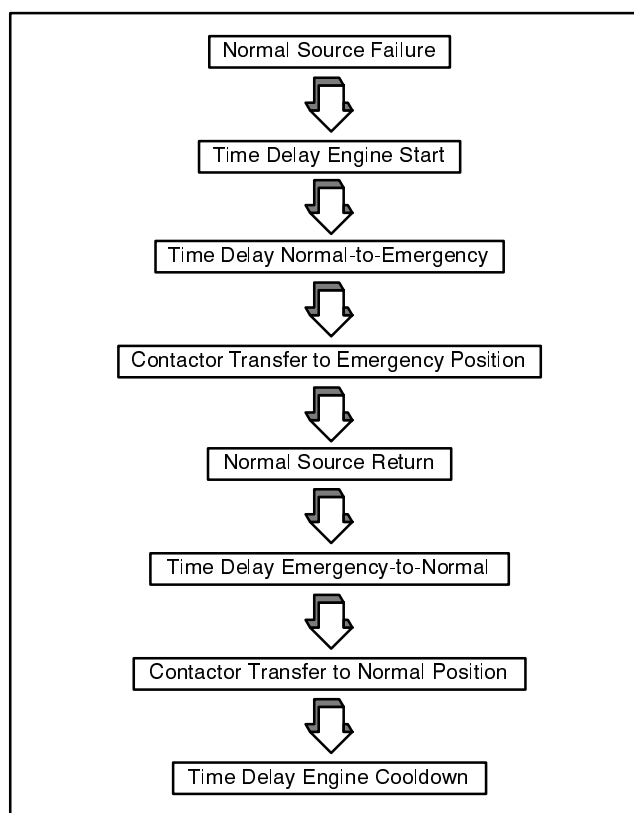 Normal Source Failure
Time Delay Engine Start
Time Delay Normal-to-Emergency
Contactor Transfer to Emergency Position
Normal Source Return
Time Delay Emergency-to-Normal
Contactor Transfer to Normal Position
Time Delay Engine Cooldown